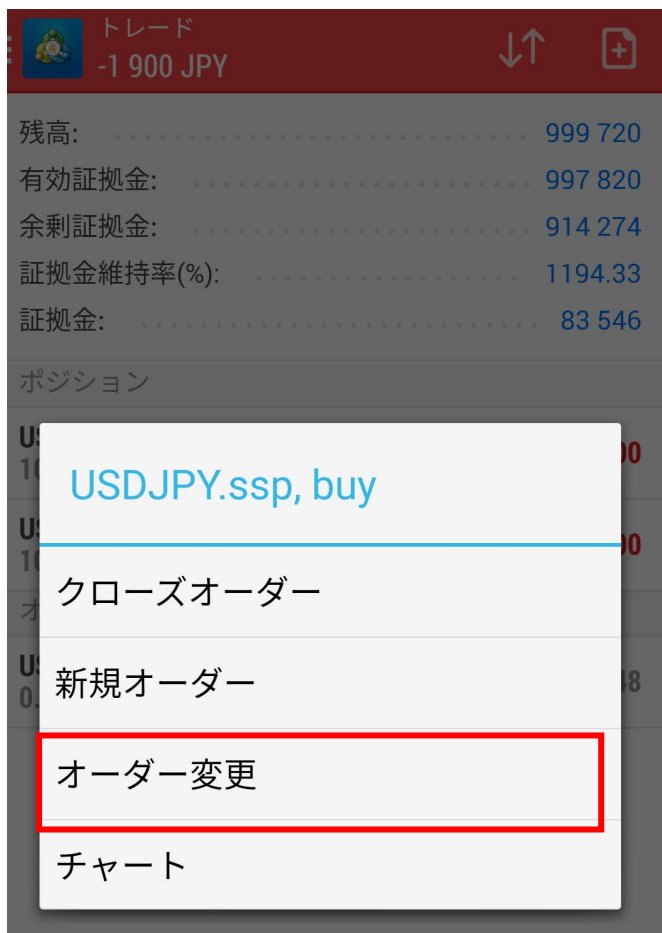 トレード
-1 900 JPY
残高: 999 720
有効証拠金: 997 820
余剰証拠金: 914 274
証拠金維持率(%): 1194.33
証拠金: 83 546
ポジション
USDJPY.ssp, buy
クローズオーダー
新規オーダー
オーダー変更
チャート